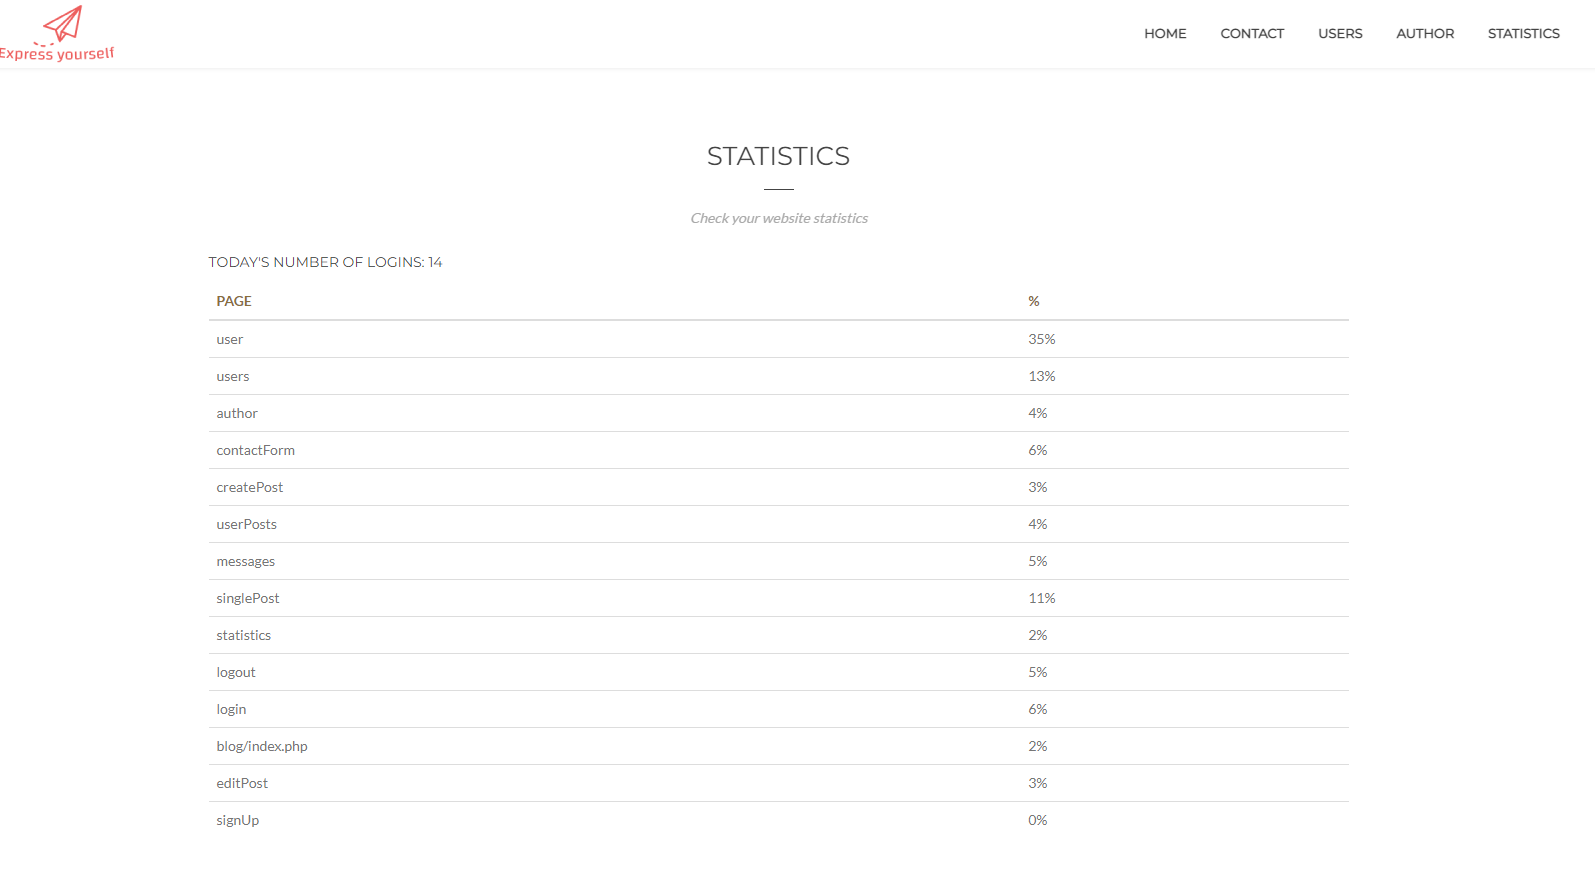 Express yourself
HOME CONTACT USERS AUTHOR STATISTICS
STATISTICS
Check your website statistics
TODAY'S NUMBER OF LOGINS: 14
PAGE %
user 35%
users 13%
author 4%
contactForm 6%
createPost 3%
userPosts 4%
messages 5%
singlePost 11%
statistics 2%
logout 5%
login 6%
blog/index.php 2%
editPost 3%
signUp 0%